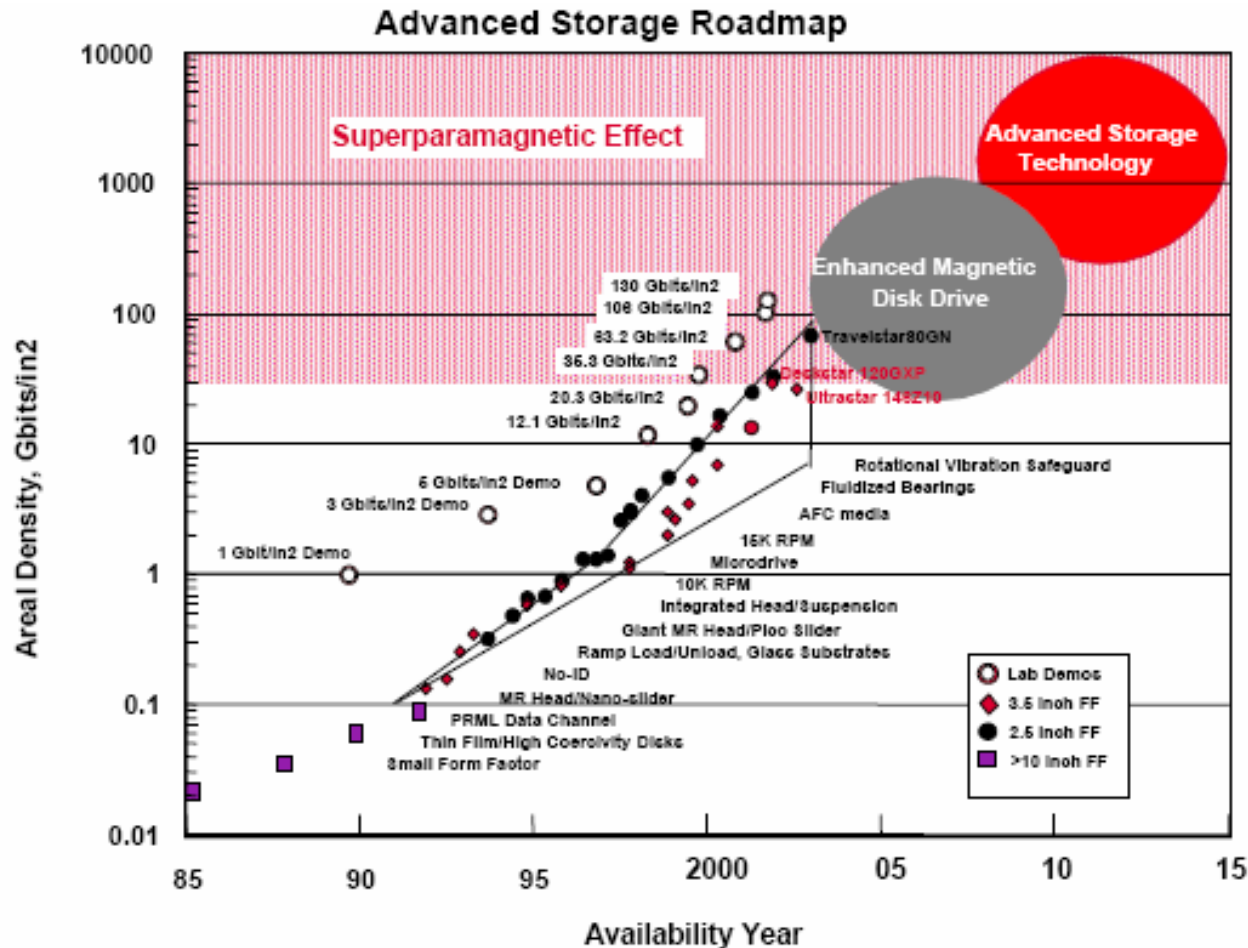 Advanced Storage Roadmap
10000
1000
100
10
1
0.1
0.01
Areal Density, Gbits/in2
Superparamagnetic Effect
Advanced Storage
Technology
Enhanced Magnetic
Disk Drive
130 Gbits/in2
106 Gbits/in2
63.2 Gbits/in2
35.3 Gbits/in2
20.3 Gbits/in2
12.1 Gbits/in2
5 Gbits/in2 Demo
3 Gbits/in2 Demo
1 Gbit/in2 Demo
Travelstar80GN
Deckstar 120GXP
Ultrastar 146Z10
Rotational Vibration Safeguard
Fluidized Bearings
AFC media
15K RPM
Microdrive
10K RPM
Integrated Head/Suspension
Giant MR Head/Pico Slider
Ramp Load/Unload, Glass Substrates
No-ID
MR Head/Nano-slider
PRML Data Channel
Thin Film/High Coercivity Disks
Small Form Factor
Lab Demos
3.5 inch FF
2.5 inch FF
>10 inch FF
85
90
95
2000
05
10
15
Availability Year